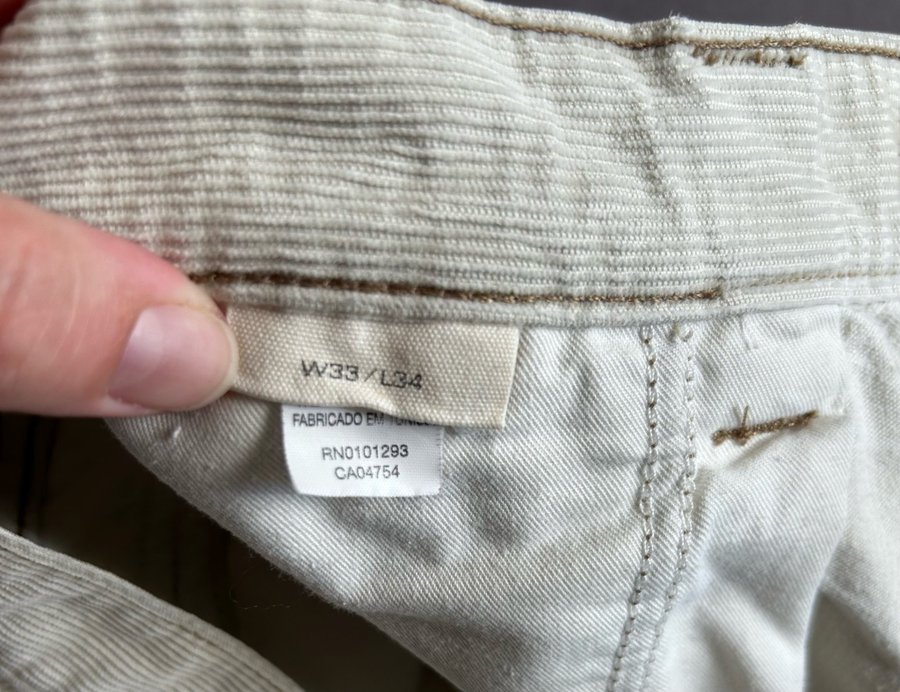 W33/L34
FABRICADO EM
RN0101293
CA04754